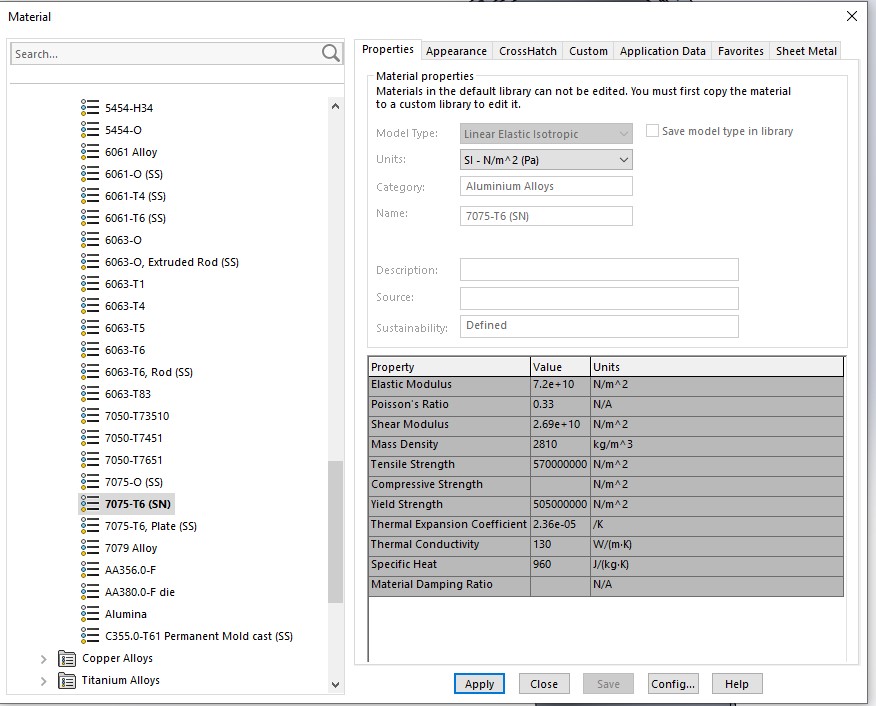 Material
Search...
5454-H34
5454-O
6061 Alloy
6061-O (SS)
6061-T4 (SS)
6061-T6 (SS)
6063-O
6063-O, Extruded Rod (SS)
6063-T1
6063-T4
6063-T5
6063-T6
6063-T6, Rod (SS)
6063-T83
7050-T73510
7050-T7451
7050-T7651
7075-O (SS)
7075-T6 (SN)
7075-T6, Plate (SS)
7079 Alloy
AA356.0-F
AA380.0-F die
Alumina
C355.0-T61 Permanent Mold cast (SS)
Copper Alloys
Titanium Alloys
Properties Appearance CrossHatch Custom Application Data Favorites Sheet Metal
Material properties
Materials in the default library can not be edited. You must first copy the material
to a custom library to edit it.
Model Type: Linear Elastic Isotropic Save model type in library
Units: SI - N/m^2 (Pa)
Category: Aluminium Alloys
Name: 7075-T6 (SN)
Description:
Source:
Sustainability: Defined
Property Value Units
Elastic Modulus 7.2e+10 N/m^2
Poisson's Ratio 0.33 N/A
Shear Modulus 2.69e+10 N/m^2
Mass Density 2810 kg/m^3
Tensile Strength 570000000 N/m^2
Compressive Strength N/m^2
Yield Strength 505000000 N/m^2
Thermal Expansion Coefficient 2.36e-05 /K
Thermal Conductivity 130 W/(m·K)
Specific Heat 960 J/(kg·K)
Material Damping Ratio N/A
Apply Close Save Config... Help